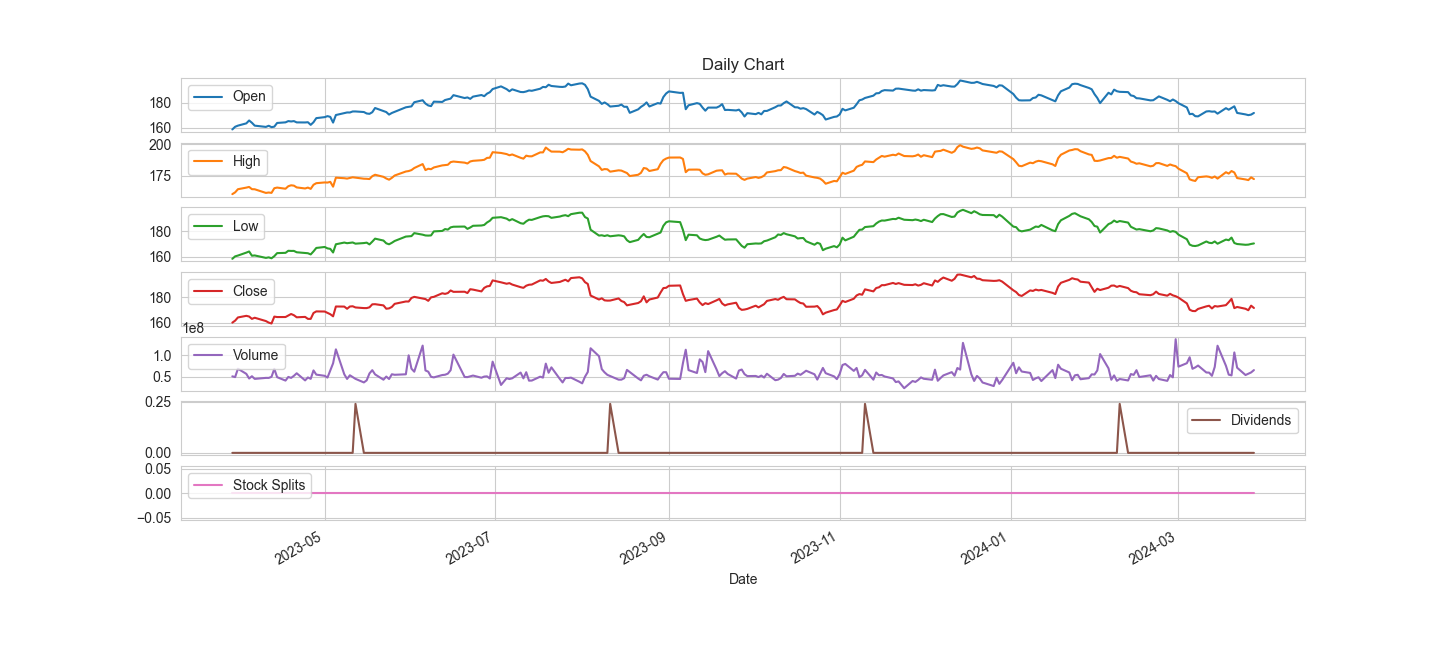 Daily Chart
Open
180
160
High
200
175
Low
180
160
Close
180
160
1e8
Volume
1.0
0.5
Dividends
0.25
0.00
Stock Splits
0.05
0.00
−0.05
2023-05
2023-07
2023-09
2023-11
2024-01
2024-03
Date